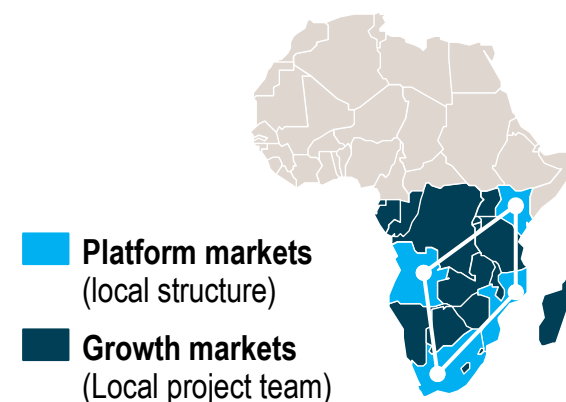 Platform markets
(local structure)
Growth markets
(Local project team)